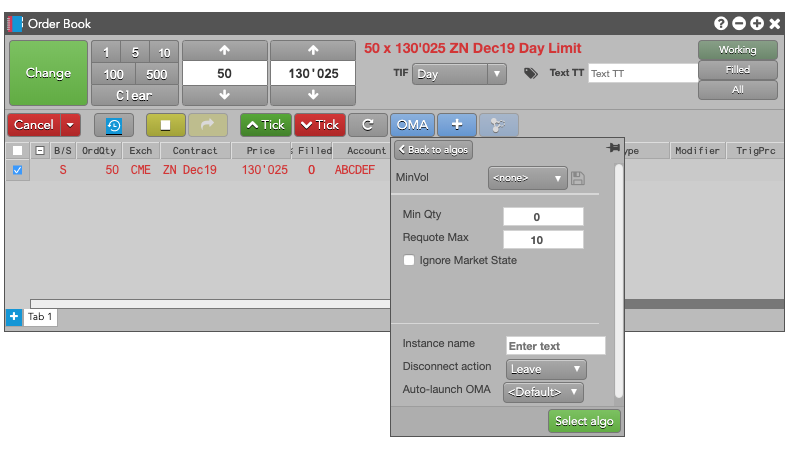 Order Book
Change
1 5 10
100 500
Clear
50
130'025
50 x 130'025 ZN Dec19 Day Limit
TIF Day
Text TT Text TT
Working
Filled
All
Cancel
Tick Tick C OMA
B/S OrdQty Exch Contract Price Filled Account Modifier TrigPrc
S 50 CME ZN Dec19 130'025 0 ABCDEF
Back to algos
MinVol <none>
Min Qty 0
Requote Max 10
Ignore Market State
Instance name Enter text
Disconnect action Leave
Auto-launch OMA <Default>
Select algo
Tab 1